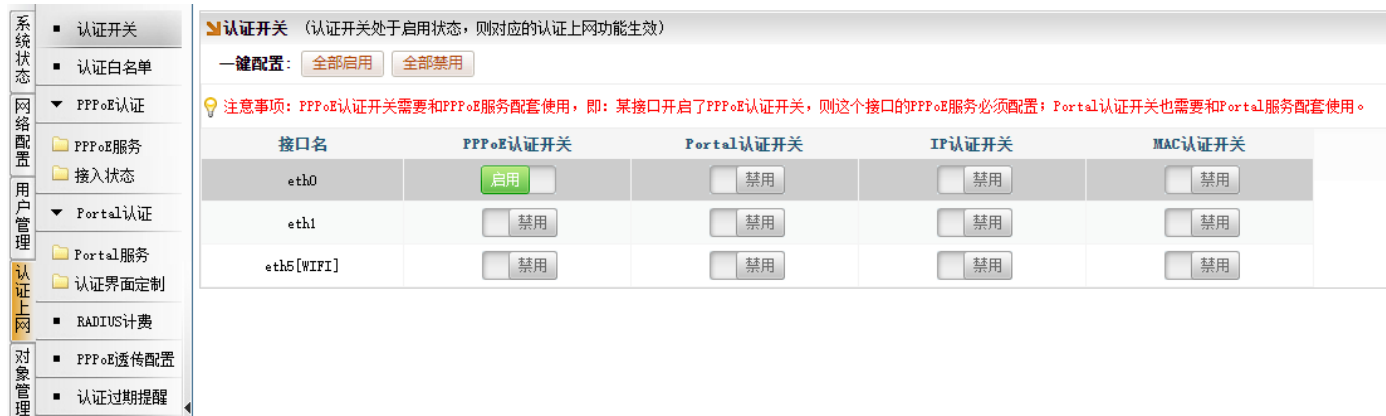 系统状态
网络配置
用户管理
认证上网
对象管理
认证开关
认证白名单
PPPoE认证
PPPoE服务
接入状态
Portal认证
Portal服务
认证界面定制
RADIUS计费
PPPoE透传配置
认证过期提醒
认证开关 （认证开关处于启用状态，则对应的认证上网功能生效）
一键配置： 全部启用 全部禁用
注意事项：PPPoE认证开关需要和PPPoE服务配套使用，即：某接口开启了PPPoE认证开关，则这个接口的PPPoE服务必须配置；Portal认证开关也需要和Portal服务配套使用。
接口名 PPPoE认证开关 Portal认证开关 IP认证开关 MAC认证开关
eth0 启用 禁用 禁用 禁用
eth1 禁用 禁用 禁用 禁用
eth5[WIFI] 禁用 禁用 禁用 禁用